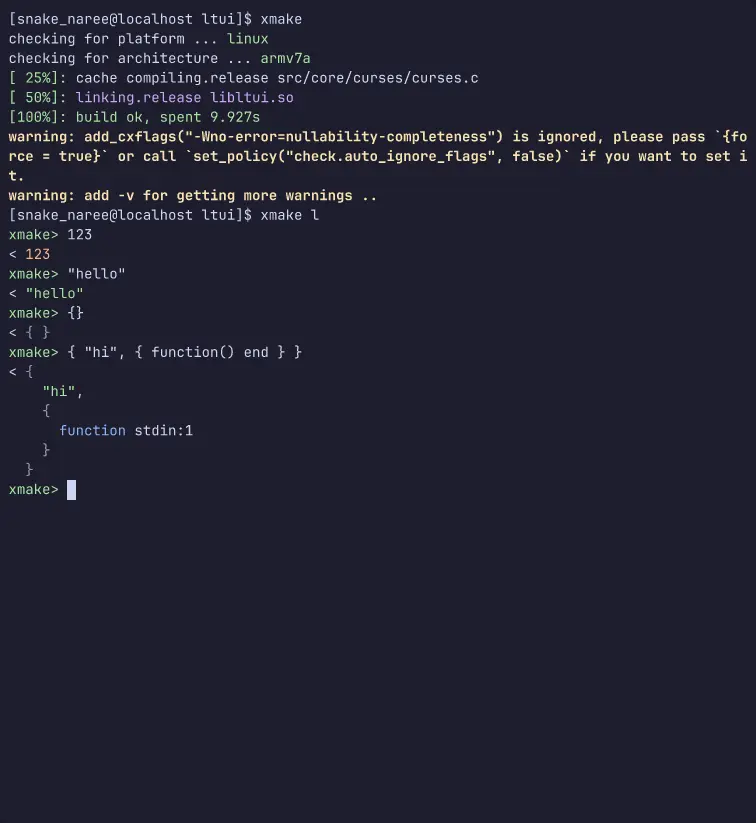 [snake_naree@localhost ltui]$ xmake
checking for platform ... linux
checking for architecture ... armv7a
[ 25%]: cache compiling.release src/core/curses/curses.c
[ 50%]: linking.release libltui.so
[100%]: build ok, spent 9.927s
warning: add_cxflags("-Wno-error=nullability-completeness") is ignored, please pass `{fo
rce = true}` or call `set_policy("check.auto_ignore_flags", false)` if you want to set i
t.
warning: add -v for getting more warnings ..
[snake_naree@localhost ltui]$ xmake l
xmake> 123
< 123
xmake> "hello"
< "hello"
xmake> {}
< { }
xmake> { "hi", { function() end } }
< {
    "hi",
    {
      function stdin:1
    }
  }
xmake>